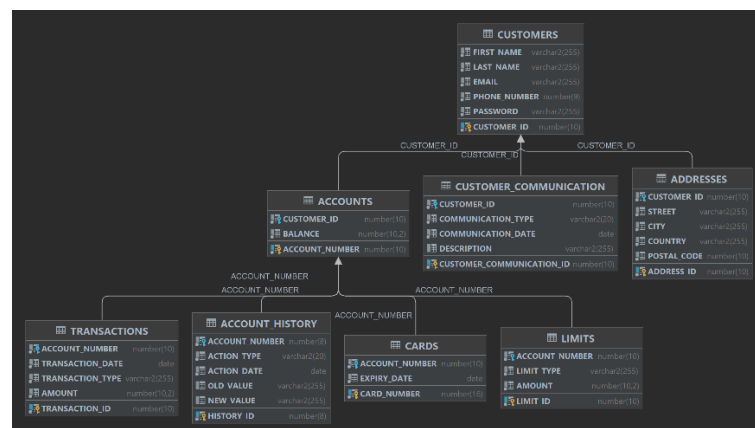 CUSTOMERS
FIRST NAME varchar2(255)
LAST NAME varchar2(255)
EMAIL varchar2(255)
PHONE_NUMBER number(9)
PASSWORD varchar2(255)
CUSTOMER ID number(10)
CUSTOMER_ID
CUSTOMER_ID
CUSTOMER_ID
ACCOUNTS
CUSTOMER_ID number(10)
BALANCE number(10,2)
ACCOUNT_NUMBER number(10)
CUSTOMER_COMMUNICATION
CUSTOMER_ID number(10)
COMMUNICATION_TYPE varchar2(20)
COMMUNICATION_DATE date
DESCRIPTION varchar2(255)
CUSTOMER_COMMUNICATION_ID number(10)
ADDRESSES
CUSTOMER ID number(10)
STREET varchar2(255)
CITY varchar2(255)
COUNTRY varchar2(255)
POSTAL CODE number(10)
ADDRESS ID number(10)
ACCOUNT_NUMBER
ACCOUNT_NUMBER
ACCOUNT_NUMBER
ACCOUNT_NUMBER
TRANSACTIONS
ACCOUNT_NUMBER number(10)
TRANSACTION_DATE date
TRANSACTION_TYPE varchar2(255)
AMOUNT number(10,2)
TRANSACTION_ID number(10)
ACCOUNT_HISTORY
ACCOUNT NUMBER number(8)
ACTION TYPE varchar2(20)
ACTION DATE date
OLD VALUE varchar2(255)
NEW VALUE varchar2(255)
HISTORY ID number(8)
CARDS
ACCOUNT_NUMBER number(10)
EXPIRY_DATE date
CARD_NUMBER number(16)
LIMITS
ACCOUNT NUMBER number(10)
LIMIT TYPE varchar2(255)
AMOUNT number(10,2)
LIMIT ID number(10)